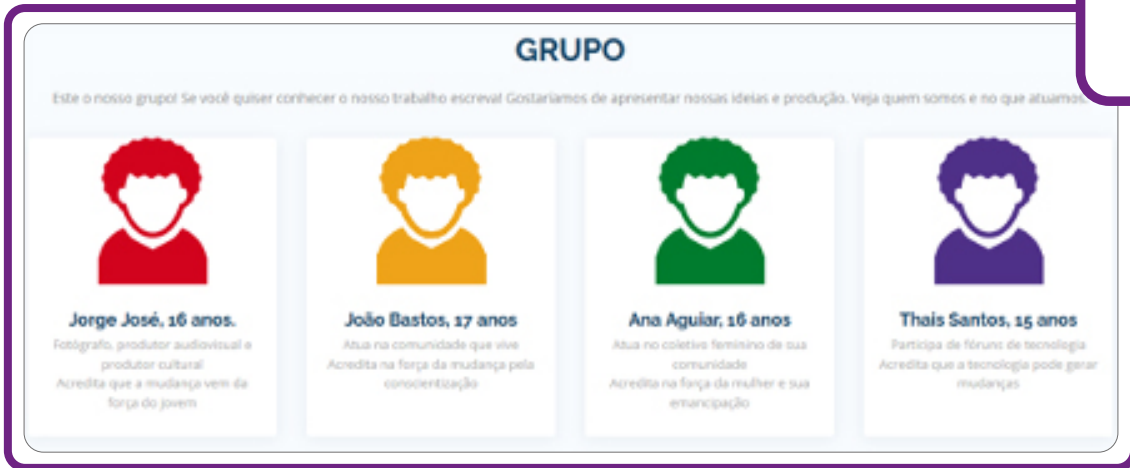 GRUPO
Este o nosso grupo! Se você quiser conhecer o nosso trabalho escreva! Gostaríamos de apresentar nossas ideias e produção. Veja quem somos e no que atuamos.
Jorge José, 16 anos.
Fotógrafo, produtor audiovisual e
produtor cultural
Acredita que a mudança vem da
força do jovem
João Bastos, 17 anos
Atua na comunidade que vive
Acredita na força da mudança pela
conscientização
Ana Aguiar, 16 anos
Atua no coletivo feminino de sua
comunidade
Acredita na força da mulher e sua
emancipação
Thais Santos, 15 anos
Participa de fóruns de tecnologia
Acredita que a tecnologia pode gerar
mudanças